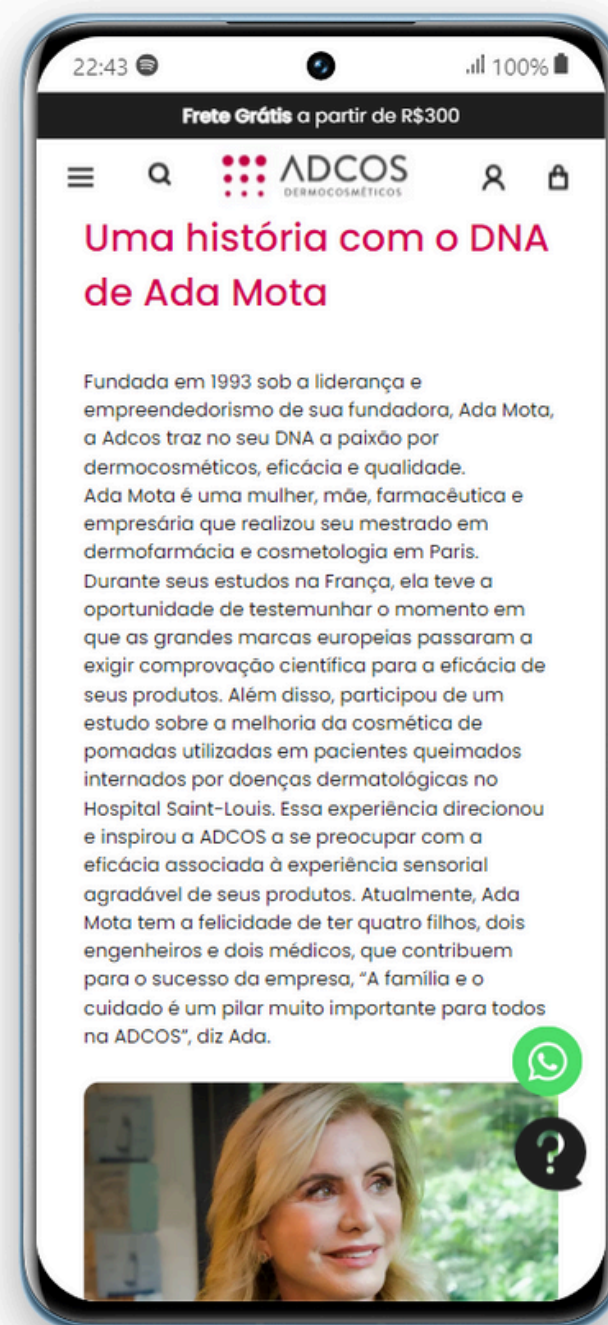 22:43
100%
Frete Grátis a partir de R$300
ADCOS
DERMOCOSMÉTICOS
Uma história com o DNA
de Ada Mota
Fundada em 1993 sob a liderança e
empreendedorismo de sua fundadora, Ada Mota,
a Adcos traz no seu DNA a paixão por
dermocosméticos, eficácia e qualidade.
Ada Mota é uma mulher, mãe, farmacêutica e
empresária que realizou seu mestrado em
dermofarmácia e cosmetologia em Paris.
Durante seus estudos na França, ela teve a
oportunidade de testemunhar o momento em
que as grandes marcas europeias passaram a
exigir comprovação científica para a eficácia de
seus produtos. Além disso, participou de um
estudo sobre a melhoria da cosmética de
pomadas utilizadas em pacientes queimados
internados por doenças dermatológicas no
Hospital Saint-Louis. Essa experiência direcionou
e inspirou a ADCOS a se preocupar com a
eficácia associada à experiência sensorial
agradável de seus produtos. Atualmente, Ada
Mota tem a felicidade de ter quatro filhos, dois
engenheiros e dois médicos, que contribuem
para o sucesso da empresa, “A família e o
cuidado é um pilar muito importante para todos
na ADCOS”, diz Ada.
?